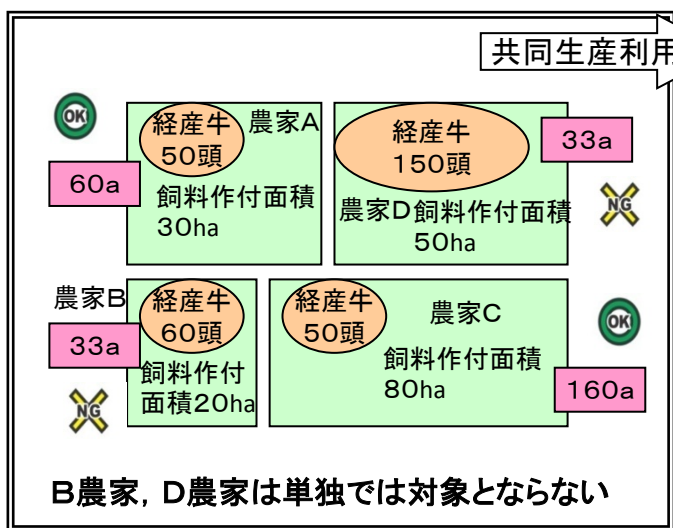 共同生産利用
OK
経産牛
50頭
農家A
60a
飼料作付面積
30ha
経産牛
150頭
33a
農家D飼料作付面積
50ha
NG
農家B
経産牛
60頭
33a
飼料作付
面積20ha
NG
経産牛
50頭
農家C
飼料作付面積
80ha
OK
160a
B農家，D農家は単独では対象とならない